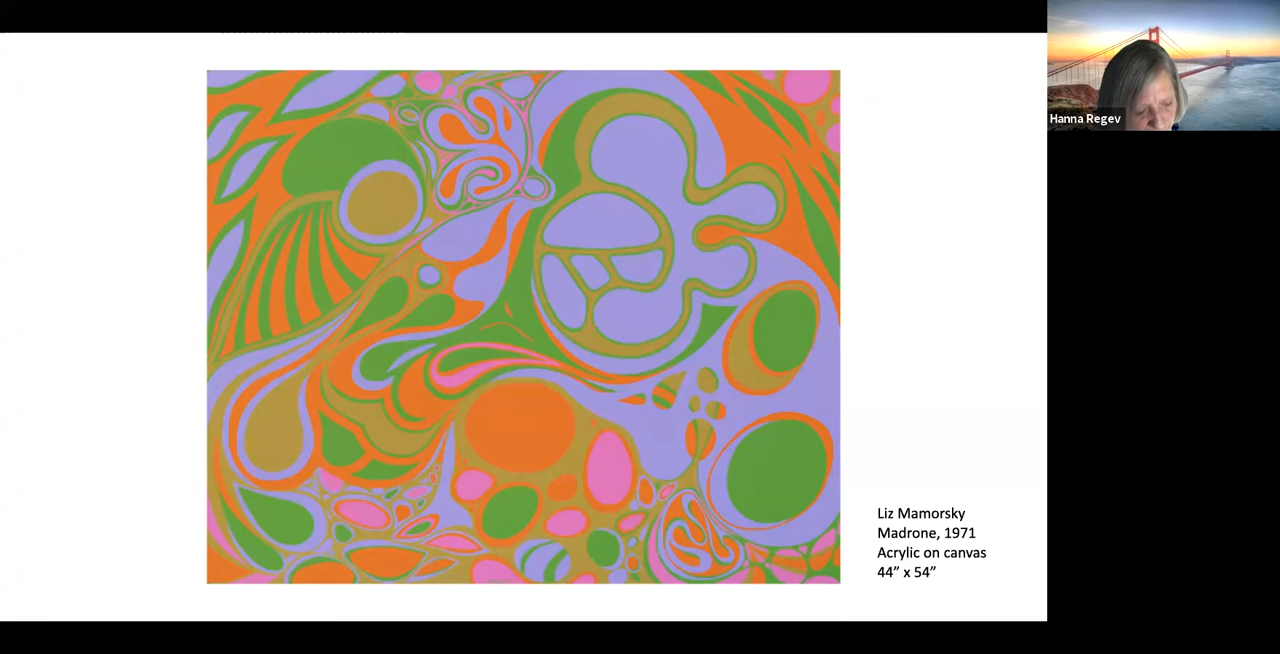 Hanna Regev
Liz Mamorsky
Madrone, 1971
Acrylic on canvas
44” x 54”